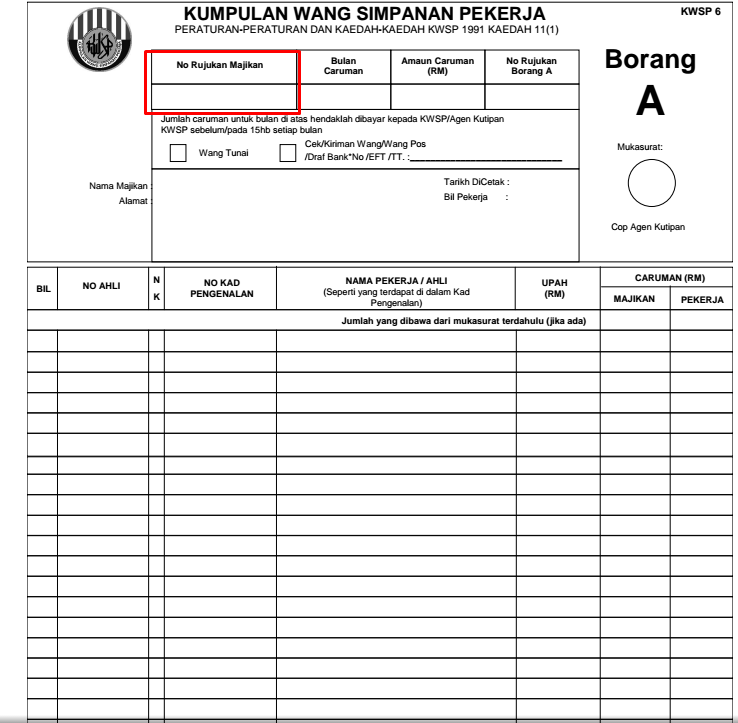 KUMPULAN WANG SIMPANAN PEKERJA
KWSP 6
PERATURAN-PERATURAN DAN KAEDAH-KAEDAH KWSP 1991 KAEDAH 11(1)
No Rujukan Majikan
Bulan
Caruman
Amaun Caruman
(RM)
No Rujukan
Borang A
Borang
A
Jumlah caruman untuk bulan di atas hendaklah dibayar kepada KWSP/Agen Kutipan
KWSP sebelum/pada 15hb setiap bulan
Wang Tunai
Cek/Kiriman Wang/Wang Pos
/Draf Bank*No /EFT /TT. :
Mukasurat:
Nama Majikan :
Alamat :
Tarikh DiCetak :
Bil Pekerja :
Cop Agen Kutipan
BIL
NO AHLI
N
K
NO KAD
PENGENALAN
NAMA PEKERJA / AHLI
(Seperti yang terdapat di dalam Kad
Pengenalan)
UPAH
(RM)
CARUMAN (RM)
MAJIKAN
PEKERJA
Jumlah yang dibawa dari mukasurat terdahulu (jika ada)